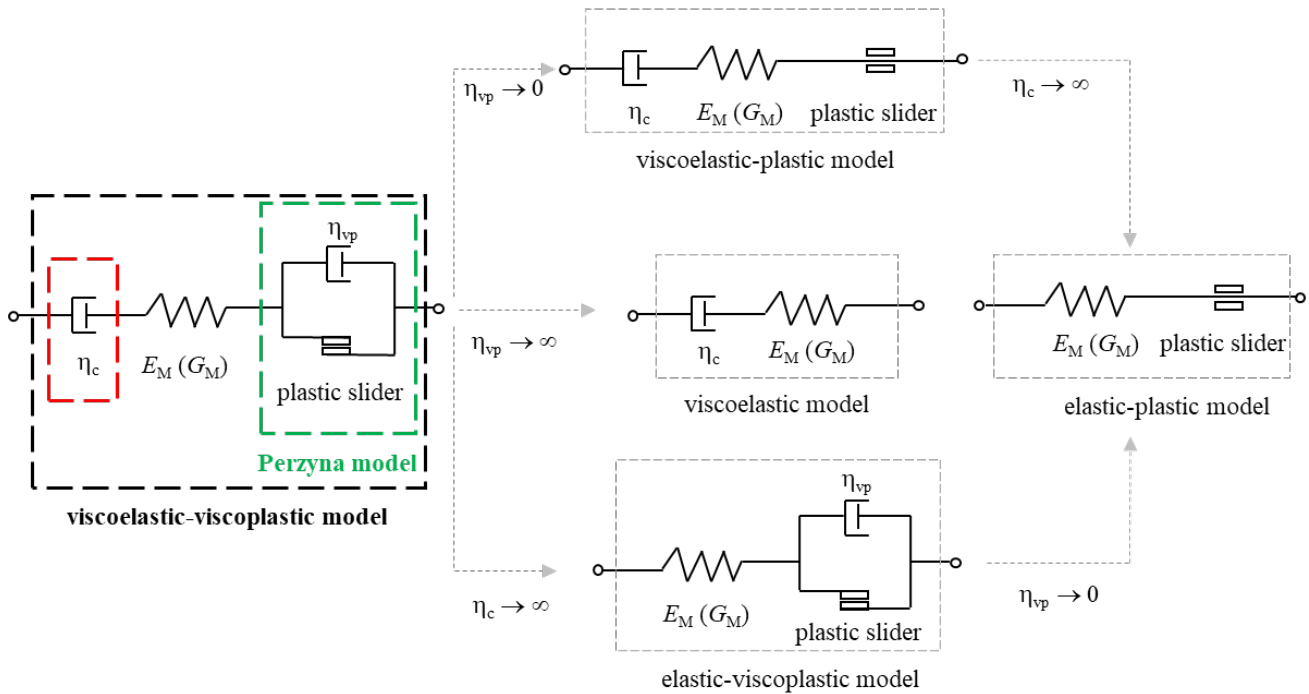 η_c
E_M (G_M)
η_vp
plastic slider
Perzyna model
viscoelastic-viscoplastic model
η_vp → 0
η_c
E_M (G_M)
plastic slider
viscoelastic-plastic model
η_c → ∞
η_vp → ∞
η_c
E_M (G_M)
viscoelastic model
E_M (G_M)
plastic slider
elastic-plastic model
η_c → ∞
η_vp
E_M (G_M)
plastic slider
elastic-viscoplastic model
η_vp → 0